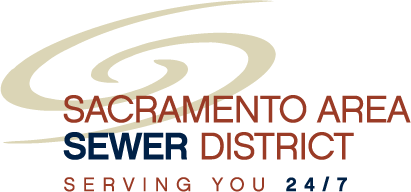 SACRAMENTO AREA
SEWER DISTRICT
SERVING YOU 24/7